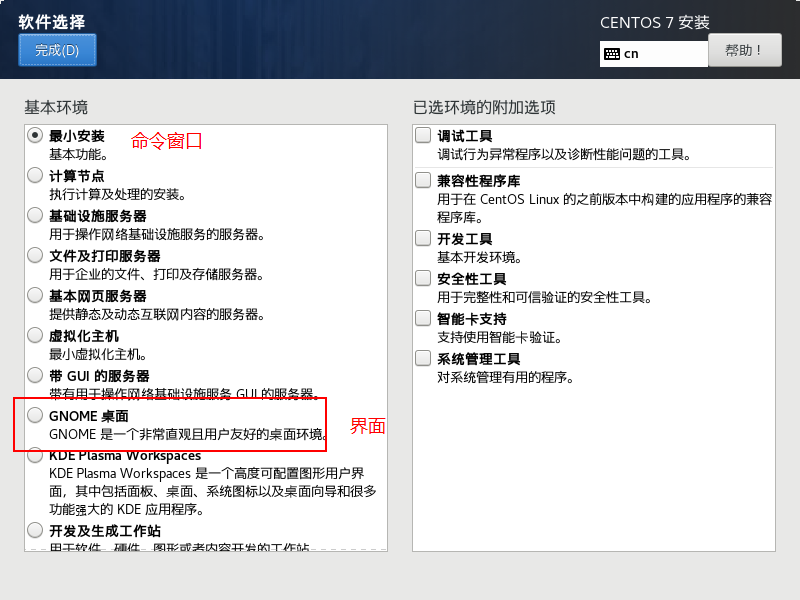 软件选择
CENTOS 7 安装
完成(D)
cn
帮助！
基本环境
已选环境的附加选项
最小安装
基本功能。
命令窗口
计算节点
执行计算及处理的安装。
基础设施服务器
用于操作网络基础设施服务的服务器。
文件及打印服务器
用于企业的文件、打印及存储服务器。
基本网页服务器
提供静态及动态互联网内容的服务器。
虚拟化主机
最小虚拟化主机。
带 GUI 的服务器
带有用于操作网络基础设施服务 GUI 的服务器。
GNOME 桌面
GNOME 是一个非常直观且用户友好的桌面环境。
界面
KDE Plasma Workspaces
KDE Plasma Workspaces 是一个高度可配置图形用户界
面，其中包括面板、桌面、系统图标以及桌面向导和很多
功能强大的 KDE 应用程序。
开发及生成工作站
用于软件、硬件、图形或者内容开发的工作站。
调试工具
调试行为异常程序以及诊断性能问题的工具。
兼容性程序库
用于在 CentOS Linux 的之前版本中构建的应用程序的兼容
程序库。
开发工具
基本开发环境。
安全性工具
用于完整性和可信验证的安全性工具。
智能卡支持
支持使用智能卡验证。
系统管理工具
对系统管理有用的程序。